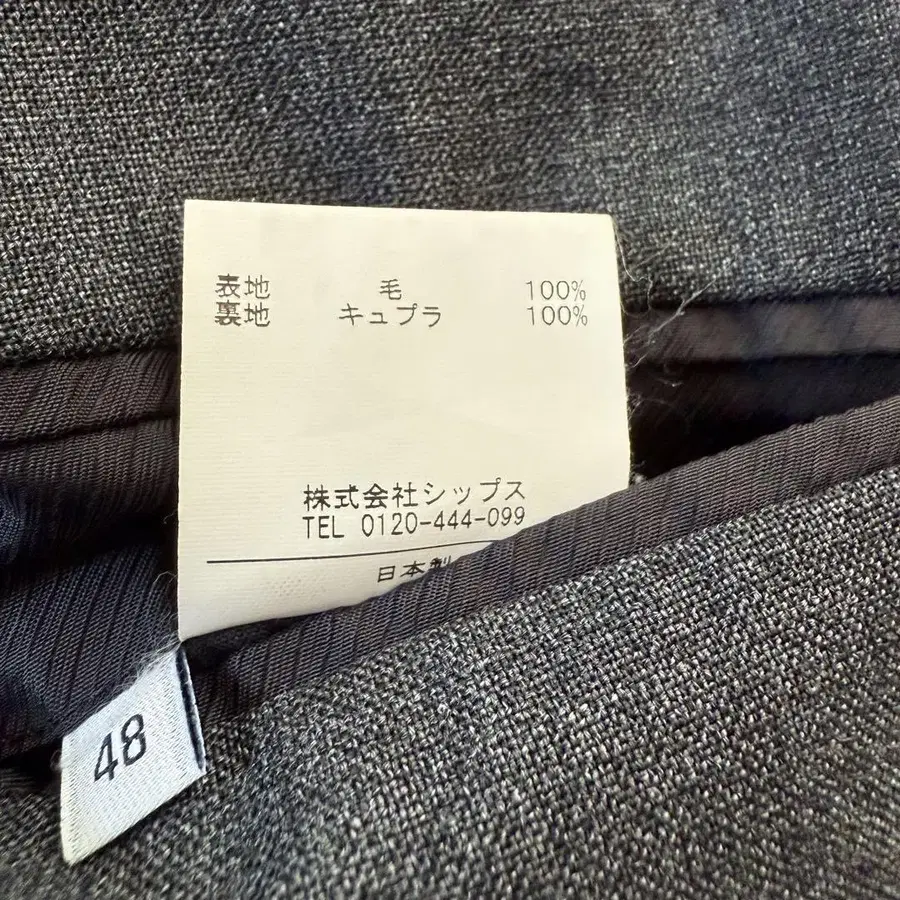 表地 毛 100%
裏地 キュプラ 100%
株式会社シップス
TEL 0120-444-099
日本製
48